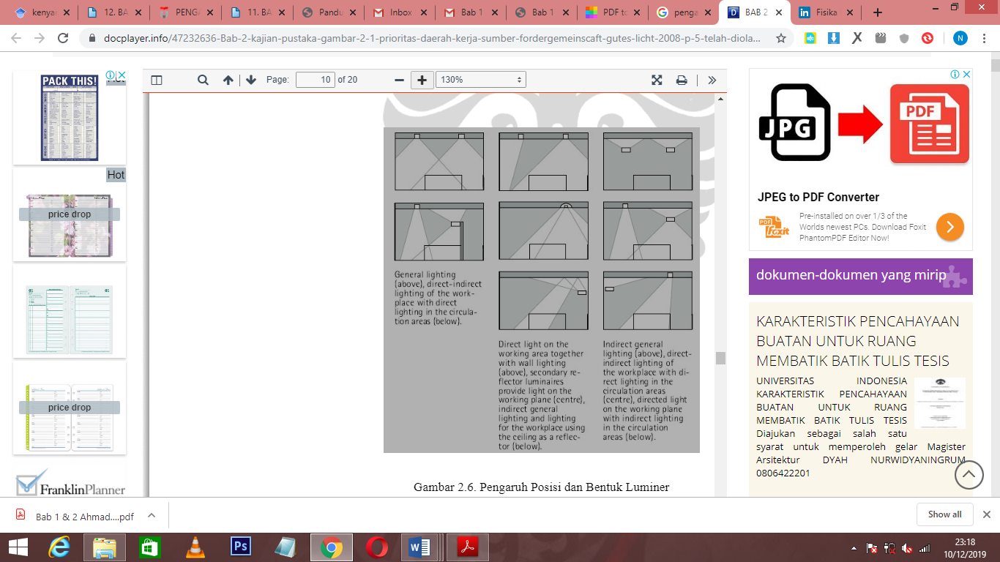 kenyar
12. BA
PENGA
11. BA
Pandu
Inbox
Bab 1
Bab 1
PDF to
penga
BAB 2
Fisika
docplayer.info/47232636-Bab-2-kajian-pustaka-gambar-2-1-prioritas-daerah-kerja-sumber-fordergemeinscaft-gutes-licht-2008-p-5-telah-diola...
N
PACK THIS!
Hot
Hot
price drop
01
01
price drop
FranklinPlanner
Page:
10 of 20
130%
General lighting
(above), direct-indirect
lighting of the work-
place with direct
lighting in the circula-
tion areas (below).
Direct light on the
working area together
with wall lighting
(above), secondary re-
flector luminaires
provide light on the
working plane (centre),
indirect general
lighting and lighting
for the workplace using
the ceiling as a reflec-
tor (below).
Indirect general
lighting (above), direct-
indirect lighting of
the workplace with di-
rect lighting in the
circulation areas
(centre), directed light
on the working plane
with indirect lighting
in the circulation
areas (below).
Gambar 2.6. Pengaruh Posisi dan Bentuk Luminer
JPG
PDF
JPEG to PDF Converter
PDF
foxit
Pre-installed on over 1/3 of the
Worlds newest PCs. Download Foxit
PhantomPDF Editor Now!
dokumen-dokumen yang mirip
KARAKTERISTIK PENCAHAYAAN
BUATAN UNTUK RUANG
MEMBATIK BATIK TULIS TESIS
UNIVERSITAS INDONESIA
KARAKTERISTIK PENCAHAYAAN
BUATAN UNTUK RUANG
MEMBATIK BATIK TULIS TESIS
Diajukan sebagai salah satu
syarat untuk memperoleh gelar Magister
Arsitektur DYAH NURWIDYANINGRUM
0806422201
Bab 1 & 2 Ahmad....pdf
Show all
Ps
23:18
10/12/2019